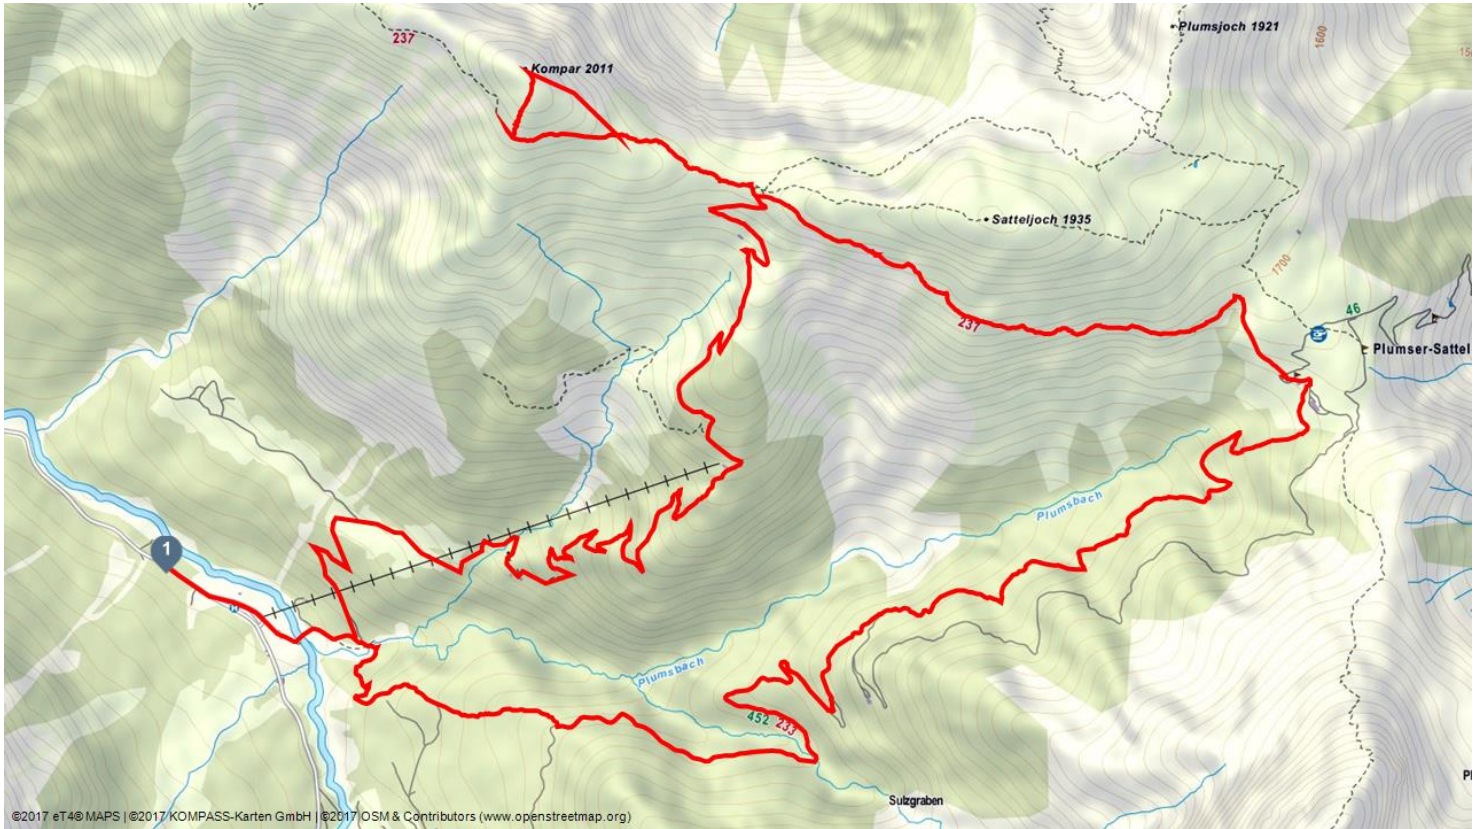 Plumsjoch 1921
237
1600
Kompar 2011
Satteljoch 1935
1700
46
237
Plumser-Sattel
Plumsbach
1
H
Plumsbach
452 233
Sulzgraben
©2017 eT4® MAPS | ©2017 KOMPASS-Karten GmbH | ©2017 OSM & Contributors (www.openstreetmap.org)